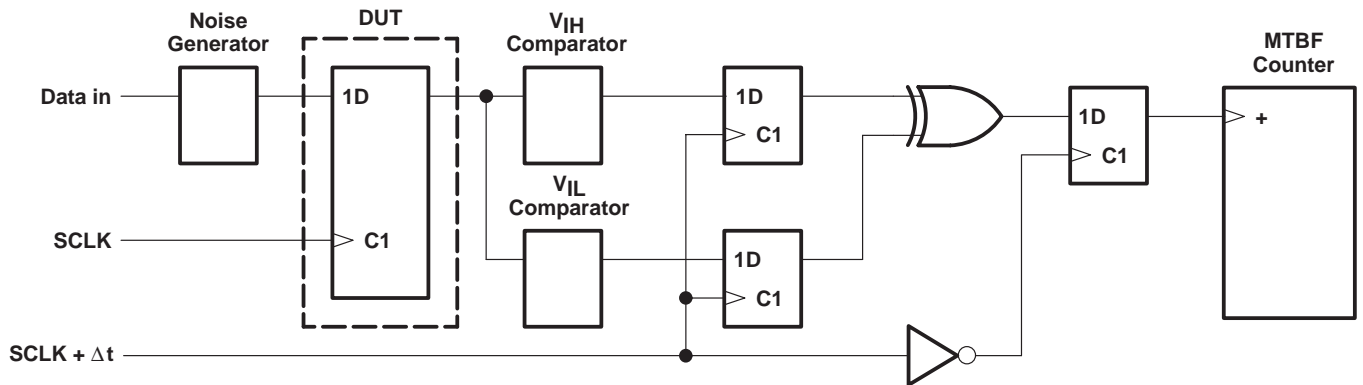 Noise
Generator
DUT
VIH
Comparator
MTBF
Counter
Data in
1D
1D
1D
+
C1
C1
VIL
Comparator
SCLK
C1
1D
C1
SCLK + Δt